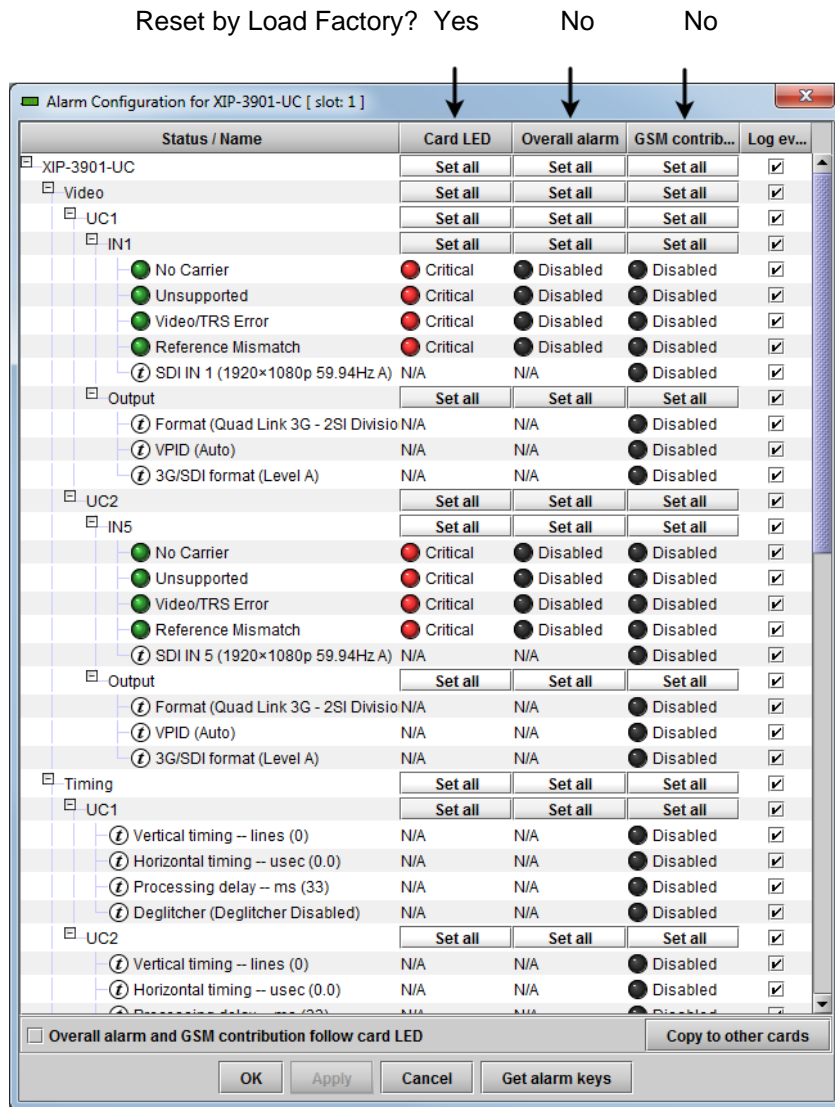 Reset by Load Factory? Yes No No
Alarm Configuration for XIP-3901-UC [ slot: 1 ]
Status / Name Card LED Overall alarm GSM contrib... Log ev...
XIP-3901-UC Set all Set all Set all
Video Set all Set all Set all
UC1 Set all Set all Set all
IN1 Set all Set all Set all
No Carrier Critical Disabled Disabled
Unsupported Critical Disabled Disabled
Video/TRS Error Critical Disabled Disabled
Reference Mismatch Critical Disabled Disabled
t SDI IN 1 (1920×1080p 59.94Hz A) N/A N/A Disabled
Output Set all Set all Set all
t Format (Quad Link 3G - 2SI Divisio N/A N/A Disabled
t VPID (Auto) N/A N/A Disabled
t 3G/SDI format (Level A) N/A N/A Disabled
UC2 Set all Set all Set all
IN5 Set all Set all Set all
No Carrier Critical Disabled Disabled
Unsupported Critical Disabled Disabled
Video/TRS Error Critical Disabled Disabled
Reference Mismatch Critical Disabled Disabled
t SDI IN 5 (1920×1080p 59.94Hz A) N/A N/A Disabled
Output Set all Set all Set all
t Format (Quad Link 3G - 2SI Divisio N/A N/A Disabled
t VPID (Auto) N/A N/A Disabled
t 3G/SDI format (Level A) N/A N/A Disabled
Timing Set all Set all Set all
UC1 Set all Set all Set all
t Vertical timing -- lines (0) N/A N/A Disabled
t Horizontal timing -- usec (0.0) N/A N/A Disabled
t Processing delay -- ms (33) N/A N/A Disabled
t Deglitcher (Deglitcher Disabled) N/A N/A Disabled
UC2 Set all Set all Set all
t Vertical timing -- lines (0) N/A N/A Disabled
t Horizontal timing -- usec (0.0) N/A N/A Disabled
Overall alarm and GSM contribution follow card LED Copy to other cards
OK Apply Cancel Get alarm keys